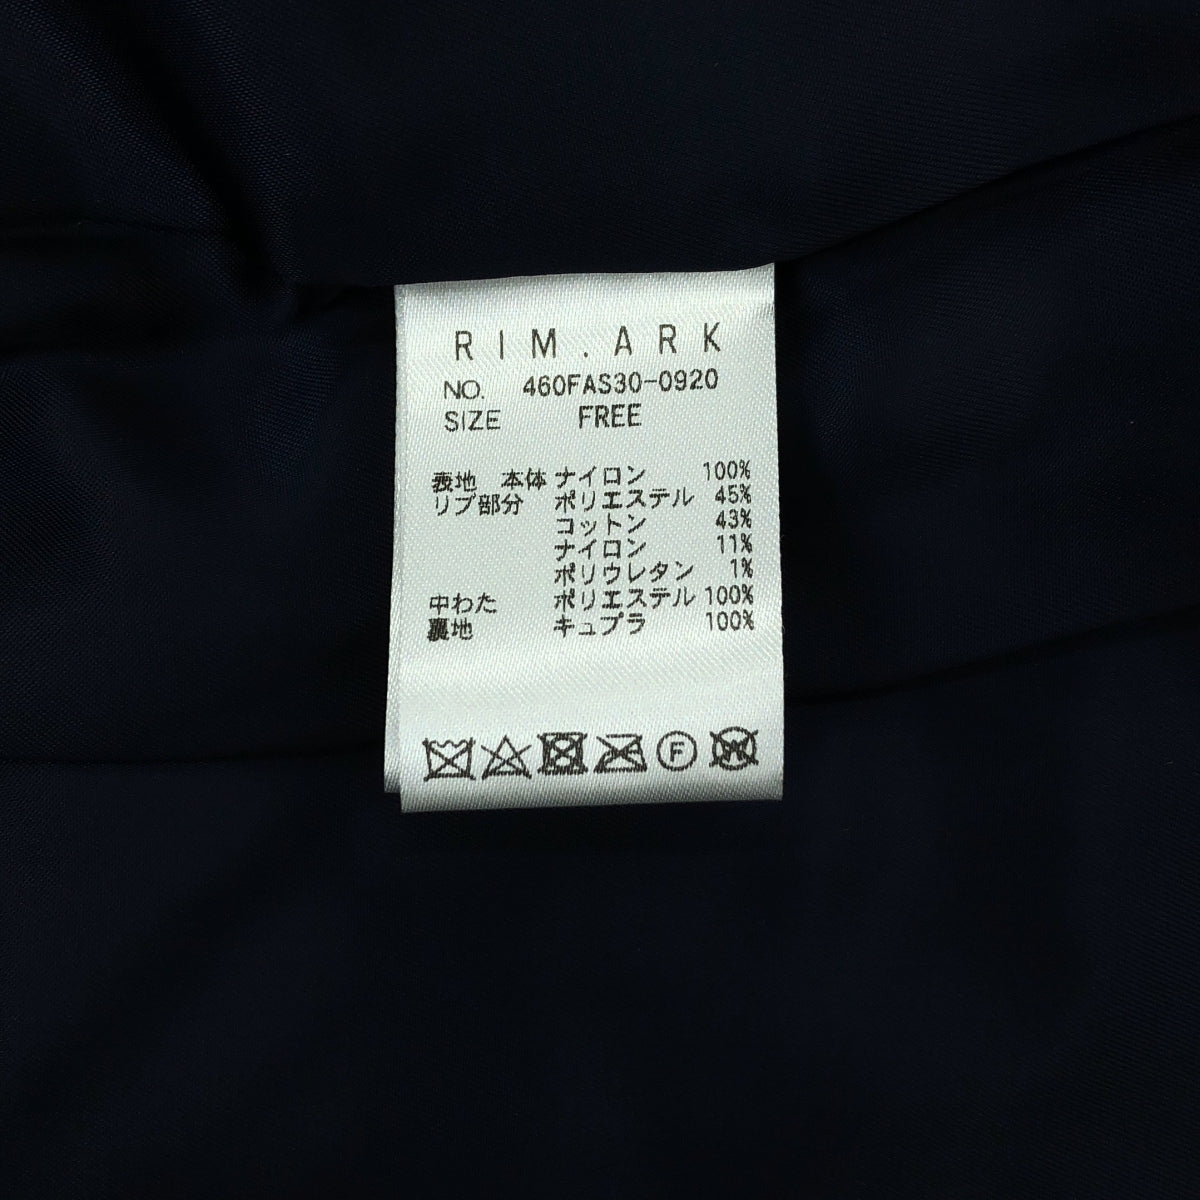 RIM.ARK
NO. 460FAS30-0920
SIZE FREE
表地 本体 ナイロン 100%
リブ部分 ポリエステル 45%
コットン 43%
ナイロン 11%
ポリウレタン 1%
中わた ポリエステル 100%
裏地 キュプラ 100%
F W